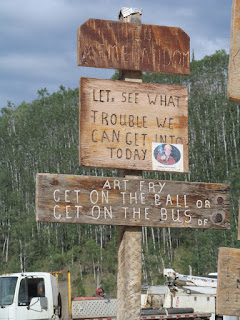 LET, SEE WHAT
TROUBLE WE
CAN GET INTO
TODAY
ART FRY
GET ON THE BALL OR
GET ON THE BUS OF